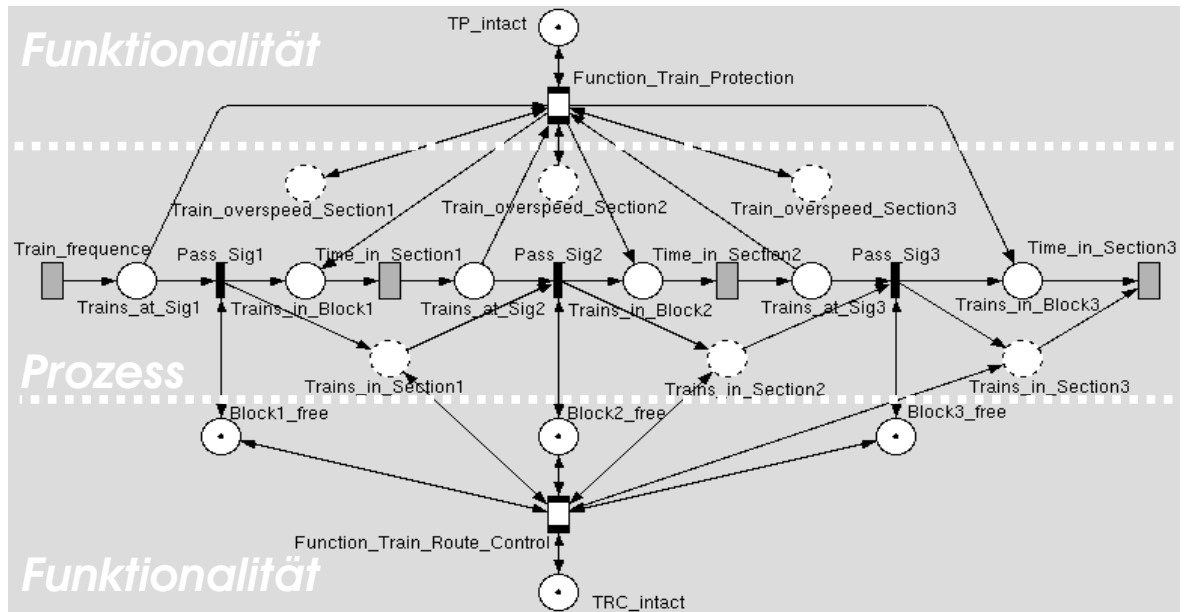 TP_intact
Funktionalität
Function_Train_Protection
Train_overspeed_Section1
Train_overspeed_Section2
Train_overspeed_Section3
Train_frequence
Pass_Sig1
Time_in_Section1
Pass_Sig2
Time_in_Section2
Pass_Sig3
Time_in_Section3
Trains_at_Sig1
Trains_in_Block1
Trains_at_Sig2
Trains_in_Block2
Trains_at_Sig3
Trains_in_Block3
Prozess
Trains_in_Section1
Trains_in_Section2
Trains_in_Section3
Block1_free
Block2_free
Block3_free
Function_Train_Route_Control
Funktionalität
TRC_intact